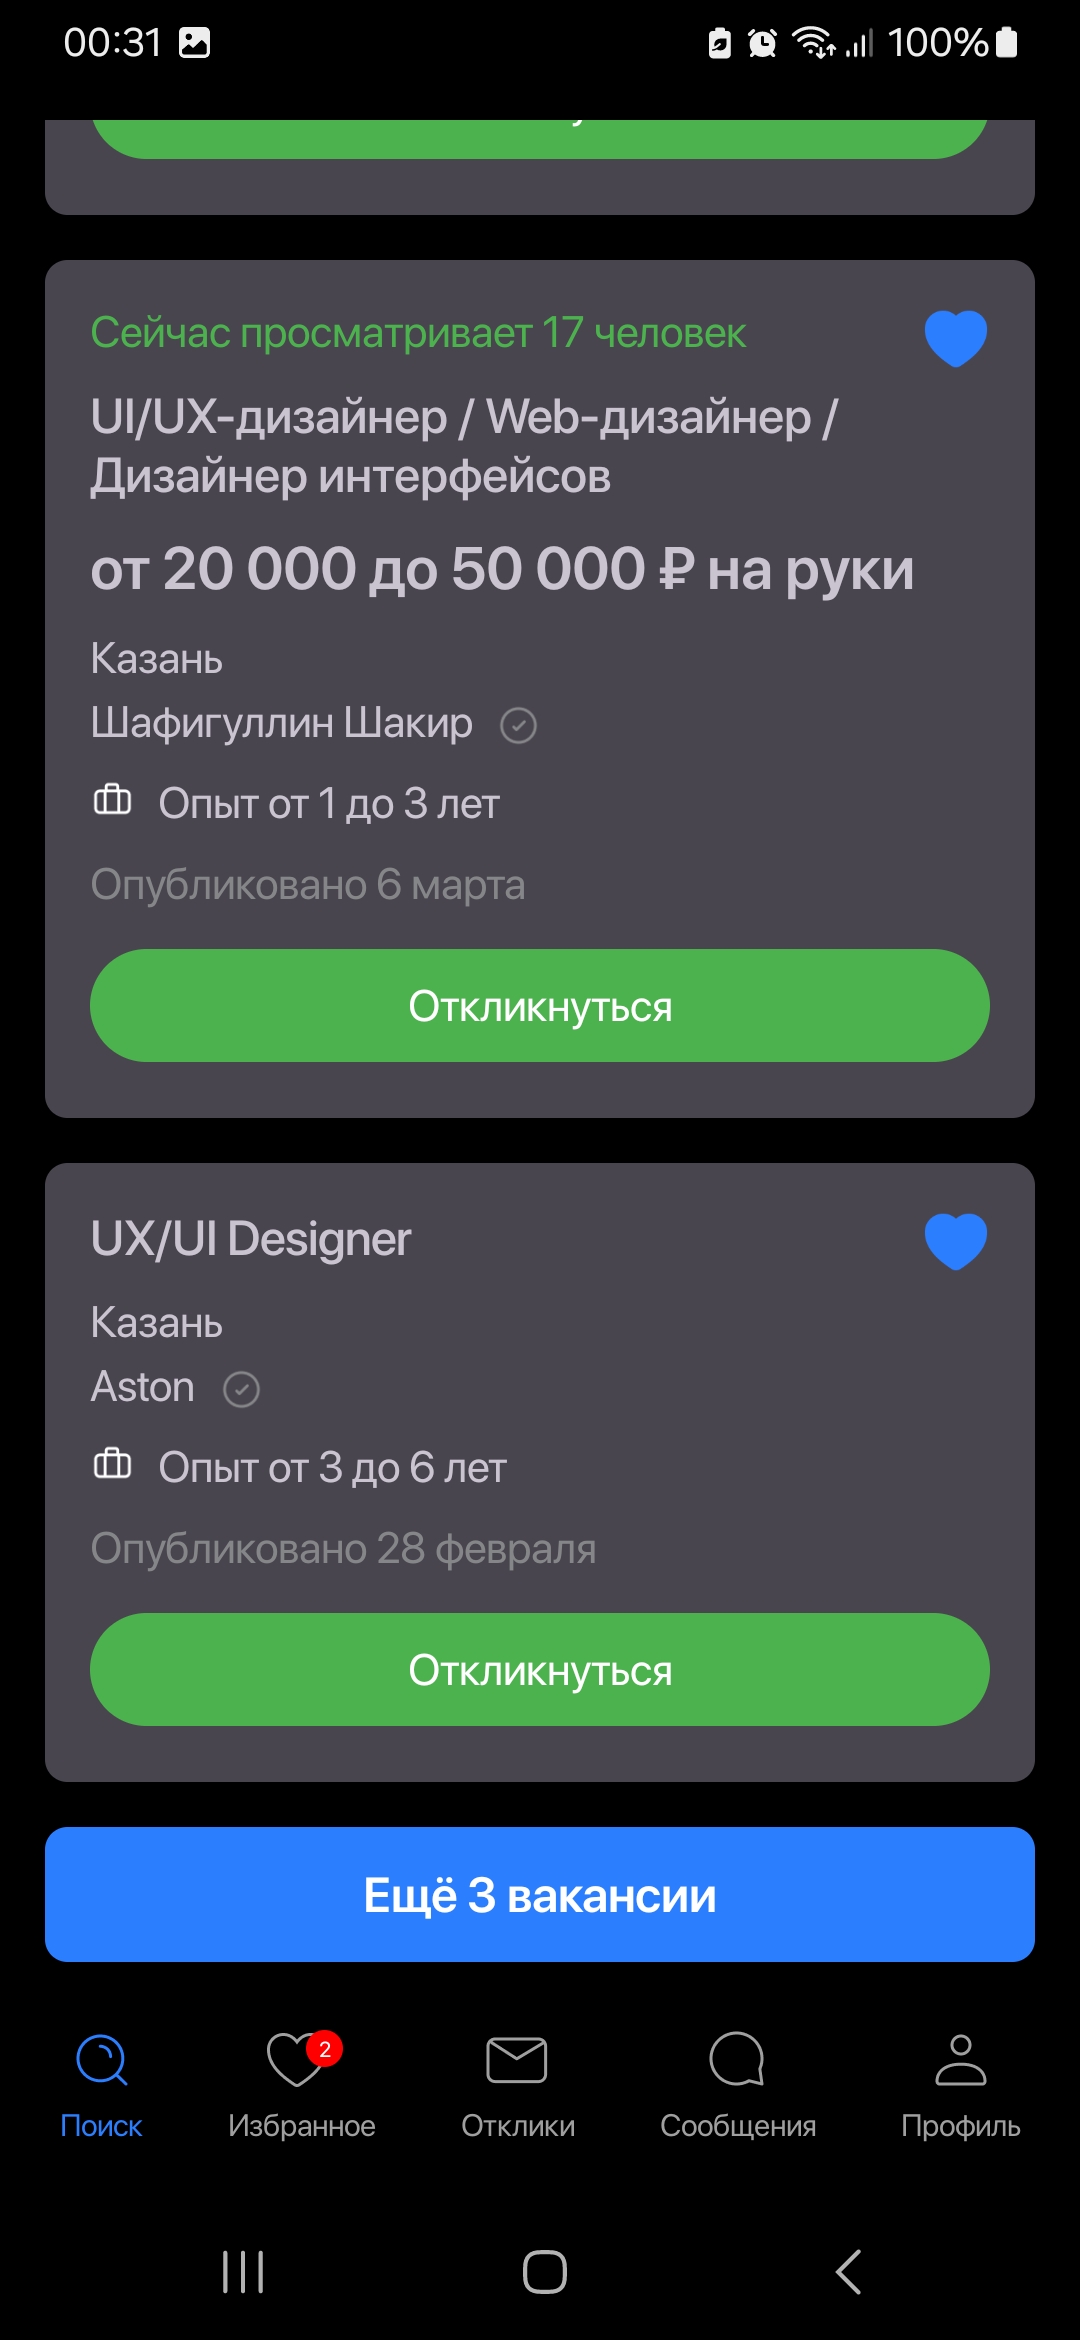 00:31
100%
Сейчас просматривает 17 человек
UI/UX-дизайнер / Web-дизайнер /
Дизайнер интерфейсов
от 20 000 до 50 000 ₽ на руки
Казань
Шафигуллин Шакир
Опыт от 1 до 3 лет
Опубликовано 6 марта
Откликнуться
UX/UI Designer
Казань
Aston
Опыт от 3 до 6 лет
Опубликовано 28 февраля
Откликнуться
Ещё 3 вакансии
2
Поиск Избранное Отклики Сообщения Профиль